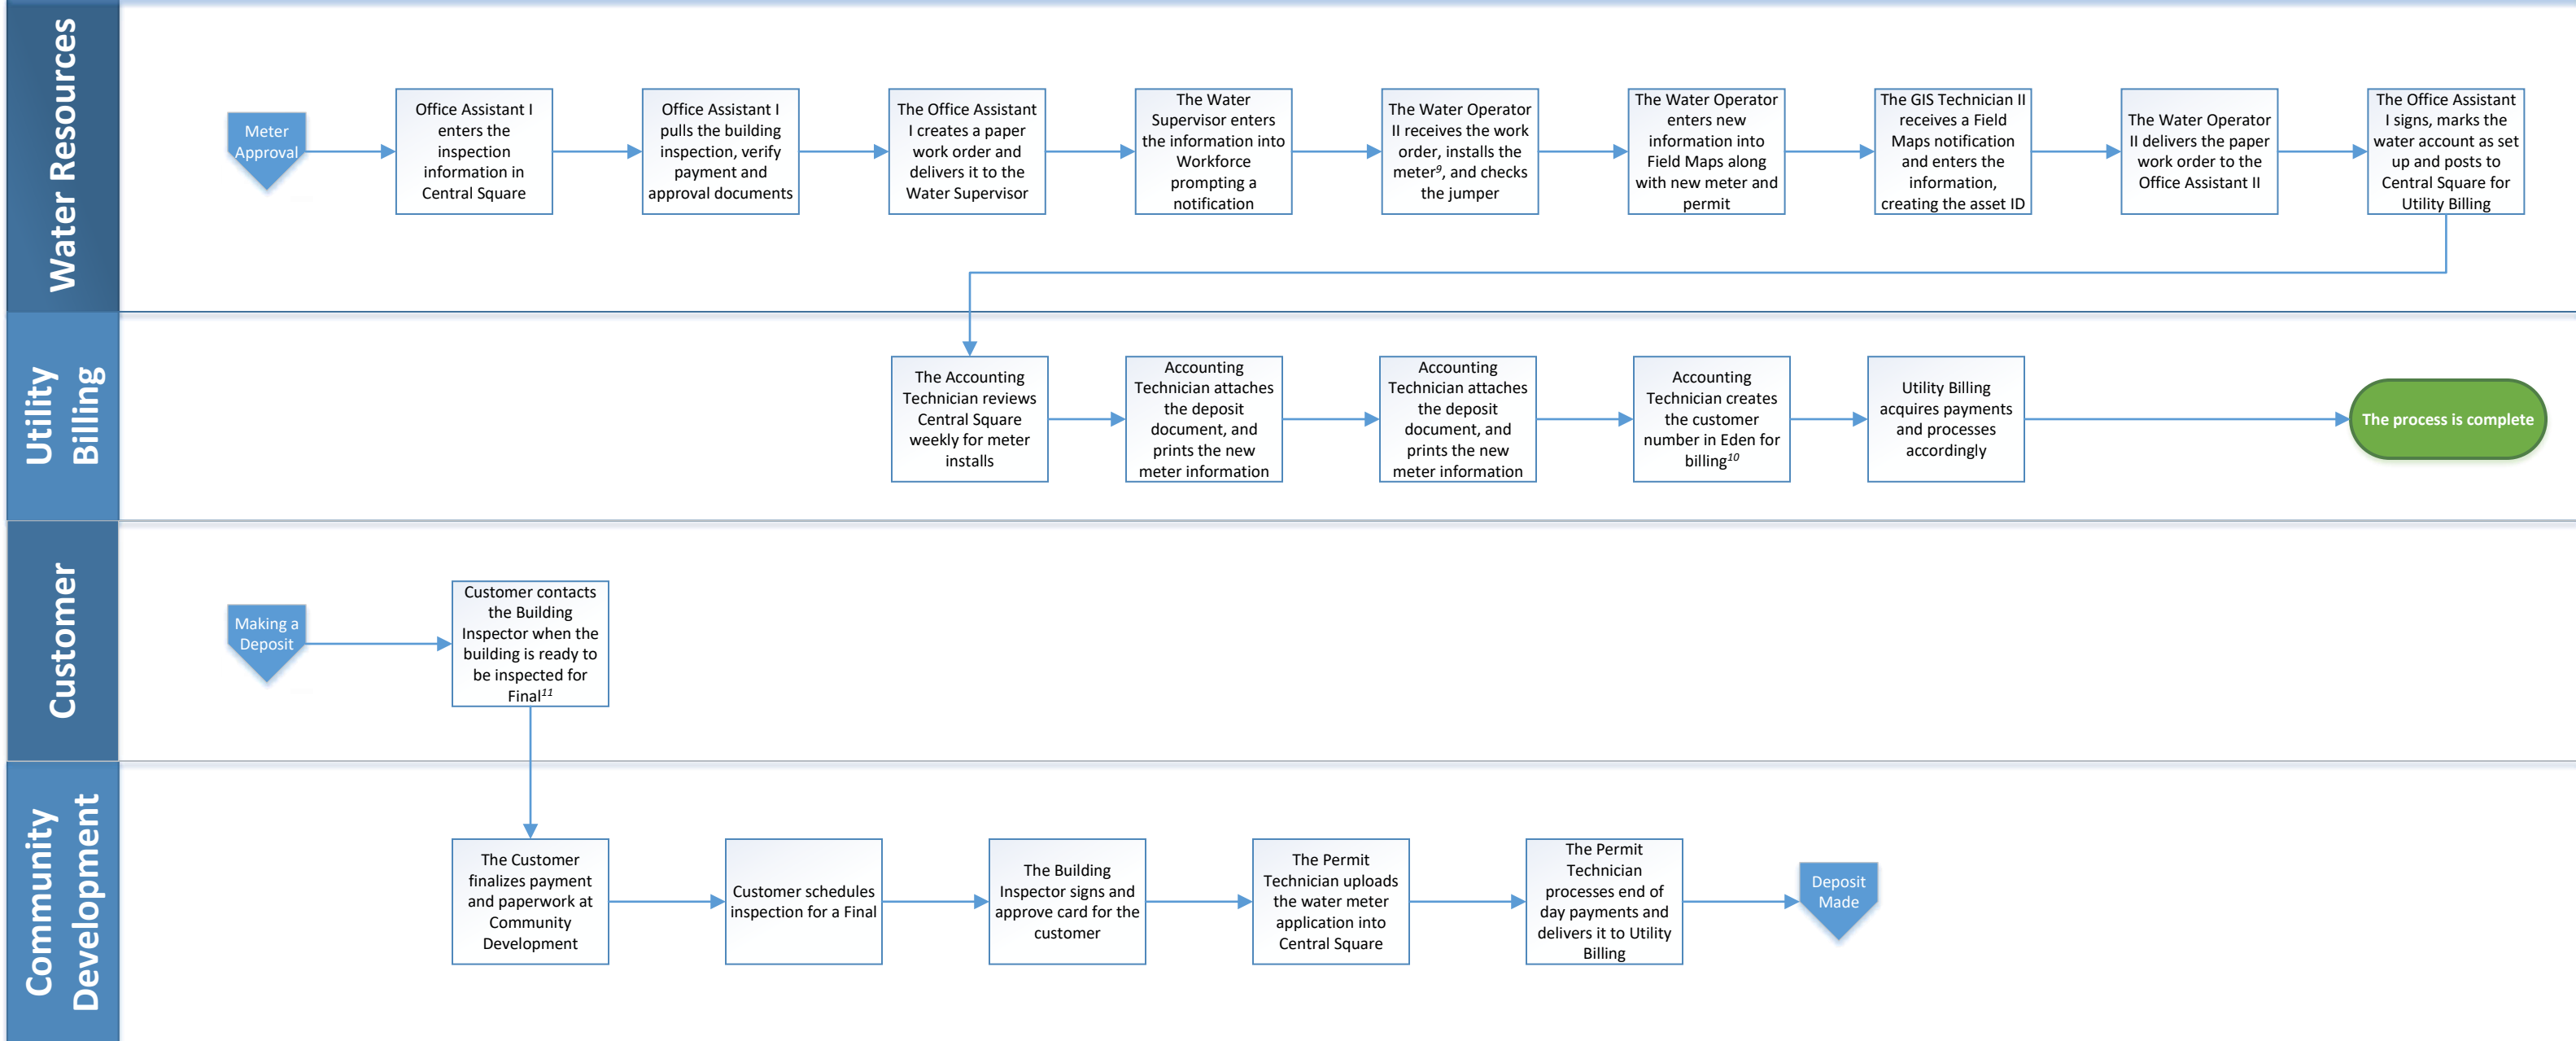 Water Resources
Meter
Approval
Office Assistant I
enters the
inspection
information in
Central Square
Office Assistant I
pulls the building
inspection, verify
payment and
approval documents
The Office Assistant
I creates a paper
work order and
delivers it to the
Water Supervisor
The Water
Supervisor enters
the information into
Workforce
prompting a
notification
The Water Operator
II receives the work
order, installs the
meter9, and checks
the jumper
The Water Operator
enters new
information into
Field Maps along
with new meter and
permit
The GIS Technician II
receives a Field
Maps notification
and enters the
information,
creating the asset ID
The Water Operator
II delivers the paper
work order to the
Office Assistant II
The Office Assistant
I signs, marks the
water account as set
up and posts to
Central Square for
Utility Billing
Utility
Billing
The Accounting
Technician reviews
Central Square
weekly for meter
installs
Accounting
Technician attaches
the deposit
document, and
prints the new
meter information
Accounting
Technician attaches
the deposit
document, and
prints the new
meter information
Accounting
Technician creates
the customer
number in Eden for
billing10
Utility Billing
acquires payments
and processes
accordingly
The process is complete
Customer
Making a
Deposit
Customer contacts
the Building
Inspector when the
building is ready to
be inspected for
Final11
Community
Development
The Customer
finalizes payment
and paperwork at
Community
Development
Customer schedules
inspection for a Final
The Building
Inspector signs and
approve card for the
customer
The Permit
Technician uploads
the water meter
application into
Central Square
The Permit
Technician
processes end of
day payments and
delivers it to Utility
Billing
Deposit
Made